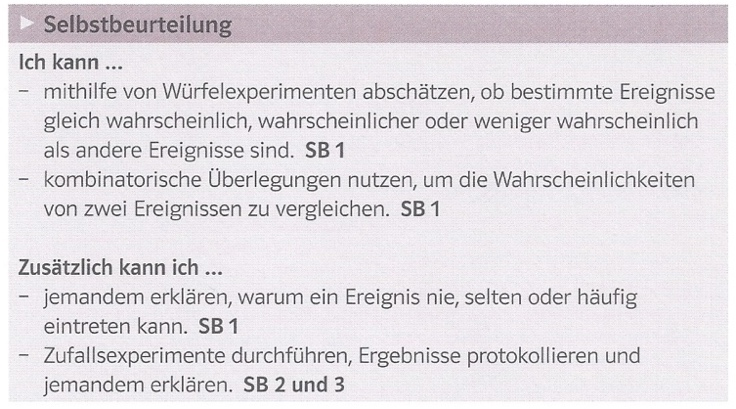 ▶ Selbstbeurteilung
Ich kann ...
– mithilfe von Würfelexperimenten abschätzen, ob bestimmte Ereignisse
gleich wahrscheinlich, wahrscheinlicher oder weniger wahrscheinlich
als andere Ereignisse sind. SB 1
– kombinatorische Überlegungen nutzen, um die Wahrscheinlichkeiten
von zwei Ereignissen zu vergleichen. SB 1
Zusätzlich kann ich ...
– jemandem erklären, warum ein Ereignis nie, selten oder häufig
eintreten kann. SB 1
– Zufallsexperimente durchführen, Ergebnisse protokollieren und
jemandem erklären. SB 2 und 3